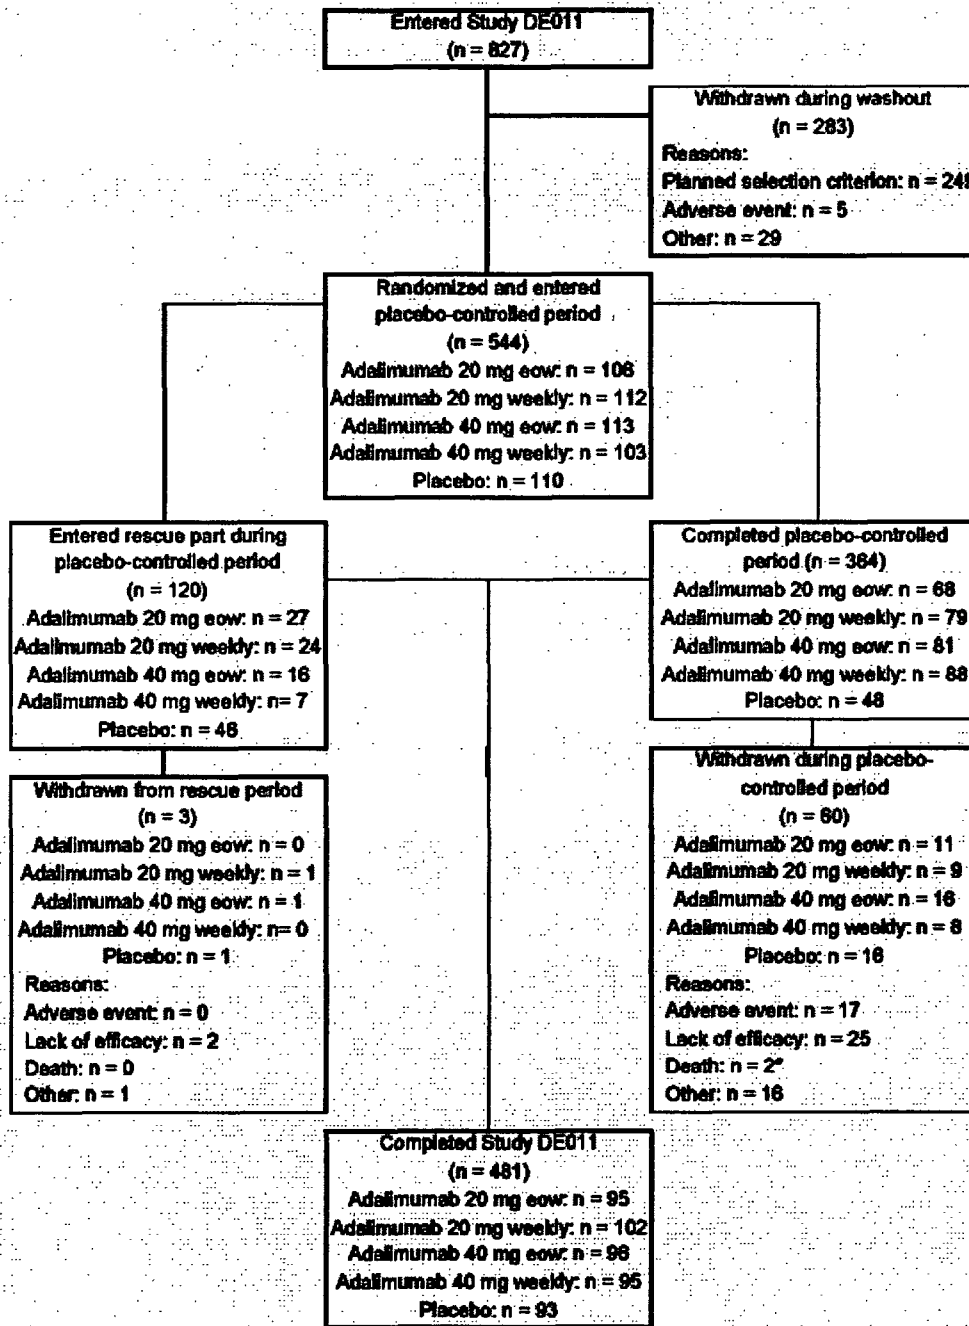 Entered Study DE011
(n = 827)
Withdrawn during washout
(n = 283)
Reasons:
Planned selection criterion: n = 249
Adverse event: n = 5
Other: n = 29
Randomized and entered
placebo-controlled period
(n = 544)
Adalimumab 20 mg eow: n = 106
Adalimumab 20 mg weekly: n = 112
Adalimumab 40 mg eow: n = 113
Adalimumab 40 mg weekly: n = 103
Placebo: n = 110
Entered rescue part during
placebo-controlled period
(n = 120)
Adalimumab 20 mg eow: n = 27
Adalimumab 20 mg weekly: n = 24
Adalimumab 40 mg eow: n = 16
Adalimumab 40 mg weekly: n= 7
Placebo: n = 46
Completed placebo-controlled
period (n = 364)
Adalimumab 20 mg eow: n = 68
Adalimumab 20 mg weekly: n = 79
Adalimumab 40 mg eow: n = 81
Adalimumab 40 mg weekly: n = 88
Placebo: n = 48
Withdrawn from rescue period
(n = 3)
Adalimumab 20 mg eow: n = 0
Adalimumab 20 mg weekly: n = 1
Adalimumab 40 mg eow: n = 1
Adalimumab 40 mg weekly: n= 0
Placebo: n = 1
Reasons:
Adverse event: n = 0
Lack of efficacy: n = 2
Death: n = 0
Other: n = 1
Withdrawn during placebo-
controlled period
(n = 60)
Adalimumab 20 mg eow: n = 11
Adalimumab 20 mg weekly: n = 9
Adalimumab 40 mg eow: n = 16
Adalimumab 40 mg weekly: n = 8
Placebo: n = 16
Reasons:
Adverse event: n = 17
Lack of efficacy: n = 25
Death: n = 2*
Other: n = 16
Completed Study DE011
(n = 481)
Adalimumab 20 mg eow: n = 95
Adalimumab 20 mg weekly: n = 102
Adalimumab 40 mg eow: n = 96
Adalimumab 40 mg weekly: n = 95
Placebo: n = 93